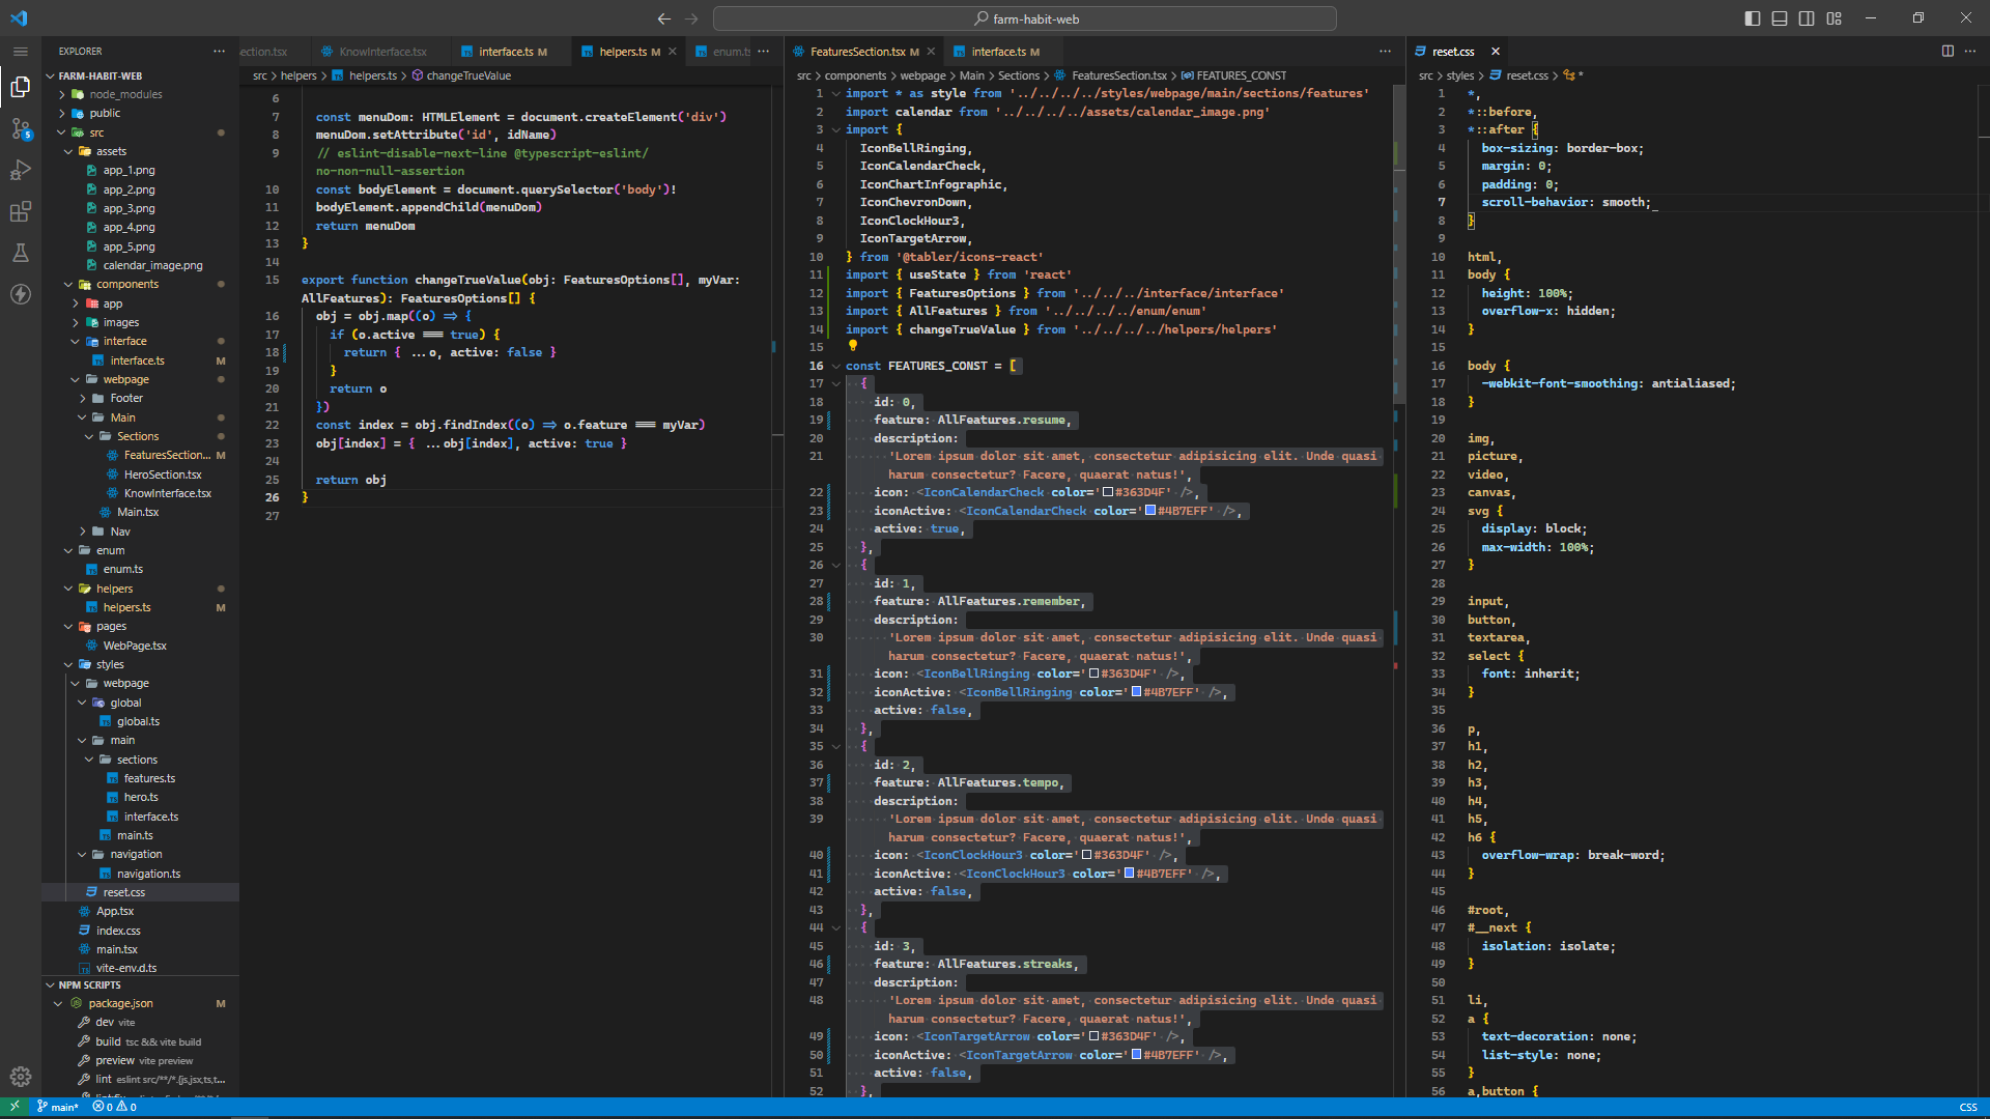 farm-habit-web
EXPLORER
FARM-HABIT-WEB
node_modules
public
src
assets
app_1.png
app_2.png
app_3.png
app_4.png
app_5.png
calendar_image.png
components
app
images
interface
interface.ts M
webpage
Footer
Main
Sections
FeaturesSection... M
HeroSection.tsx
KnowInterface.tsx
Main.tsx
Nav
enum
enum.ts
helpers
helpers.ts M
pages
WebPage.tsx
styles
webpage
global
global.ts
main
sections
features.ts
hero.ts
interface.ts
main.ts
navigation
navigation.ts
reset.css
App.tsx
index.css
main.tsx
vite-env.d.ts
NPM SCRIPTS
package.json M
dev vite
build tsc && vite build
preview vite preview
lint eslint src/**/*.{js,jsx,ts,t...
main* 0 0
ection.tsx KnowInterface.tsx interface.ts M helpers.ts M enum.ts
src > helpers > helpers.ts > changeTrueValue
6
7 const menuDom: HTMLElement = document.createElement('div')
8 menuDom.setAttribute('id', idName)
9 // eslint-disable-next-line @typescript-eslint/
no-non-null-assertion
10 const bodyElement = document.querySelector('body')!
11 bodyElement.appendChild(menuDom)
12 return menuDom
13 }
14
15 export function changeTrueValue(obj: FeaturesOptions[], myVar:
AllFeatures): FeaturesOptions[] {
16 obj = obj.map((o) => {
17 if (o.active === true) {
18 return { ...o, active: false }
19 }
20 return o
21 })
22 const index = obj.findIndex((o) => o.feature === myVar)
23 obj[index] = { ...obj[index], active: true }
24
25 return obj
26 }
27
FeaturesSection.tsx M interface.ts M
src > components > webpage > Main > Sections > FeaturesSection.tsx > FEATURES_CONST
1 import * as style from '../../../../styles/webpage/main/sections/features'
2 import calendar from '../../../../assets/calendar_image.png'
3 import {
4 IconBellRinging,
5 IconCalendarCheck,
6 IconChartInfographic,
7 IconChevronDown,
8 IconClockHour3,
9 IconTargetArrow,
10 } from '@tabler/icons-react'
11 import { useState } from 'react'
12 import { FeaturesOptions } from '../../../interface/interface'
13 import { AllFeatures } from '../../../../enum/enum'
14 import { changeTrueValue } from '../../../../helpers/helpers'
15
16 const FEATURES_CONST = [
17 {
18 id: 0,
19 feature: AllFeatures.resume,
20 description:
21 'Lorem ipsum dolor sit amet, consectetur adipisicing elit. Unde quasi
harum consectetur? Facere, quaerat natus!',
22 icon: <IconCalendarCheck color='#363D4F' />,
23 iconActive: <IconCalendarCheck color='#4B7EFF' />,
24 active: true,
25 },
26 {
27 id: 1,
28 feature: AllFeatures.remember,
29 description:
30 'Lorem ipsum dolor sit amet, consectetur adipisicing elit. Unde quasi
harum consectetur? Facere, quaerat natus!',
31 icon: <IconBellRinging color='#363D4F' />,
32 iconActive: <IconBellRinging color='#4B7EFF' />,
33 active: false,
34 },
35 {
36 id: 2,
37 feature: AllFeatures.tempo,
38 description:
39 'Lorem ipsum dolor sit amet, consectetur adipisicing elit. Unde quasi
harum consectetur? Facere, quaerat natus!',
40 icon: <IconClockHour3 color='#363D4F' />,
41 iconActive: <IconClockHour3 color='#4B7EFF' />,
42 active: false,
43 },
44 {
45 id: 3,
46 feature: AllFeatures.streaks,
47 description:
48 'Lorem ipsum dolor sit amet, consectetur adipisicing elit. Unde quasi
harum consectetur? Facere, quaerat natus!',
49 icon: <IconTargetArrow color='#363D4F' />,
50 iconActive: <IconTargetArrow color='#4B7EFF' />,
51 active: false,
52 },
reset.css
src > styles > reset.css > *
1 *,
2 *::before,
3 *::after {
4 box-sizing: border-box;
5 margin: 0;
6 padding: 0;
7 scroll-behavior: smooth;
8 }
9
10 html,
11 body {
12 height: 100%;
13 overflow-x: hidden;
14 }
15
16 body {
17 -webkit-font-smoothing: antialiased;
18 }
19
20 img,
21 picture,
22 video,
23 canvas,
24 svg {
25 display: block;
26 max-width: 100%;
27 }
28
29 input,
30 button,
31 textarea,
32 select {
33 font: inherit;
34 }
35
36 p,
37 h1,
38 h2,
39 h3,
40 h4,
41 h5,
42 h6 {
43 overflow-wrap: break-word;
44 }
45
46 #root,
47 #__next {
48 isolation: isolate;
49 }
50
51 li,
52 a {
53 text-decoration: none;
54 list-style: none;
55 }
56 a,button {
CSS